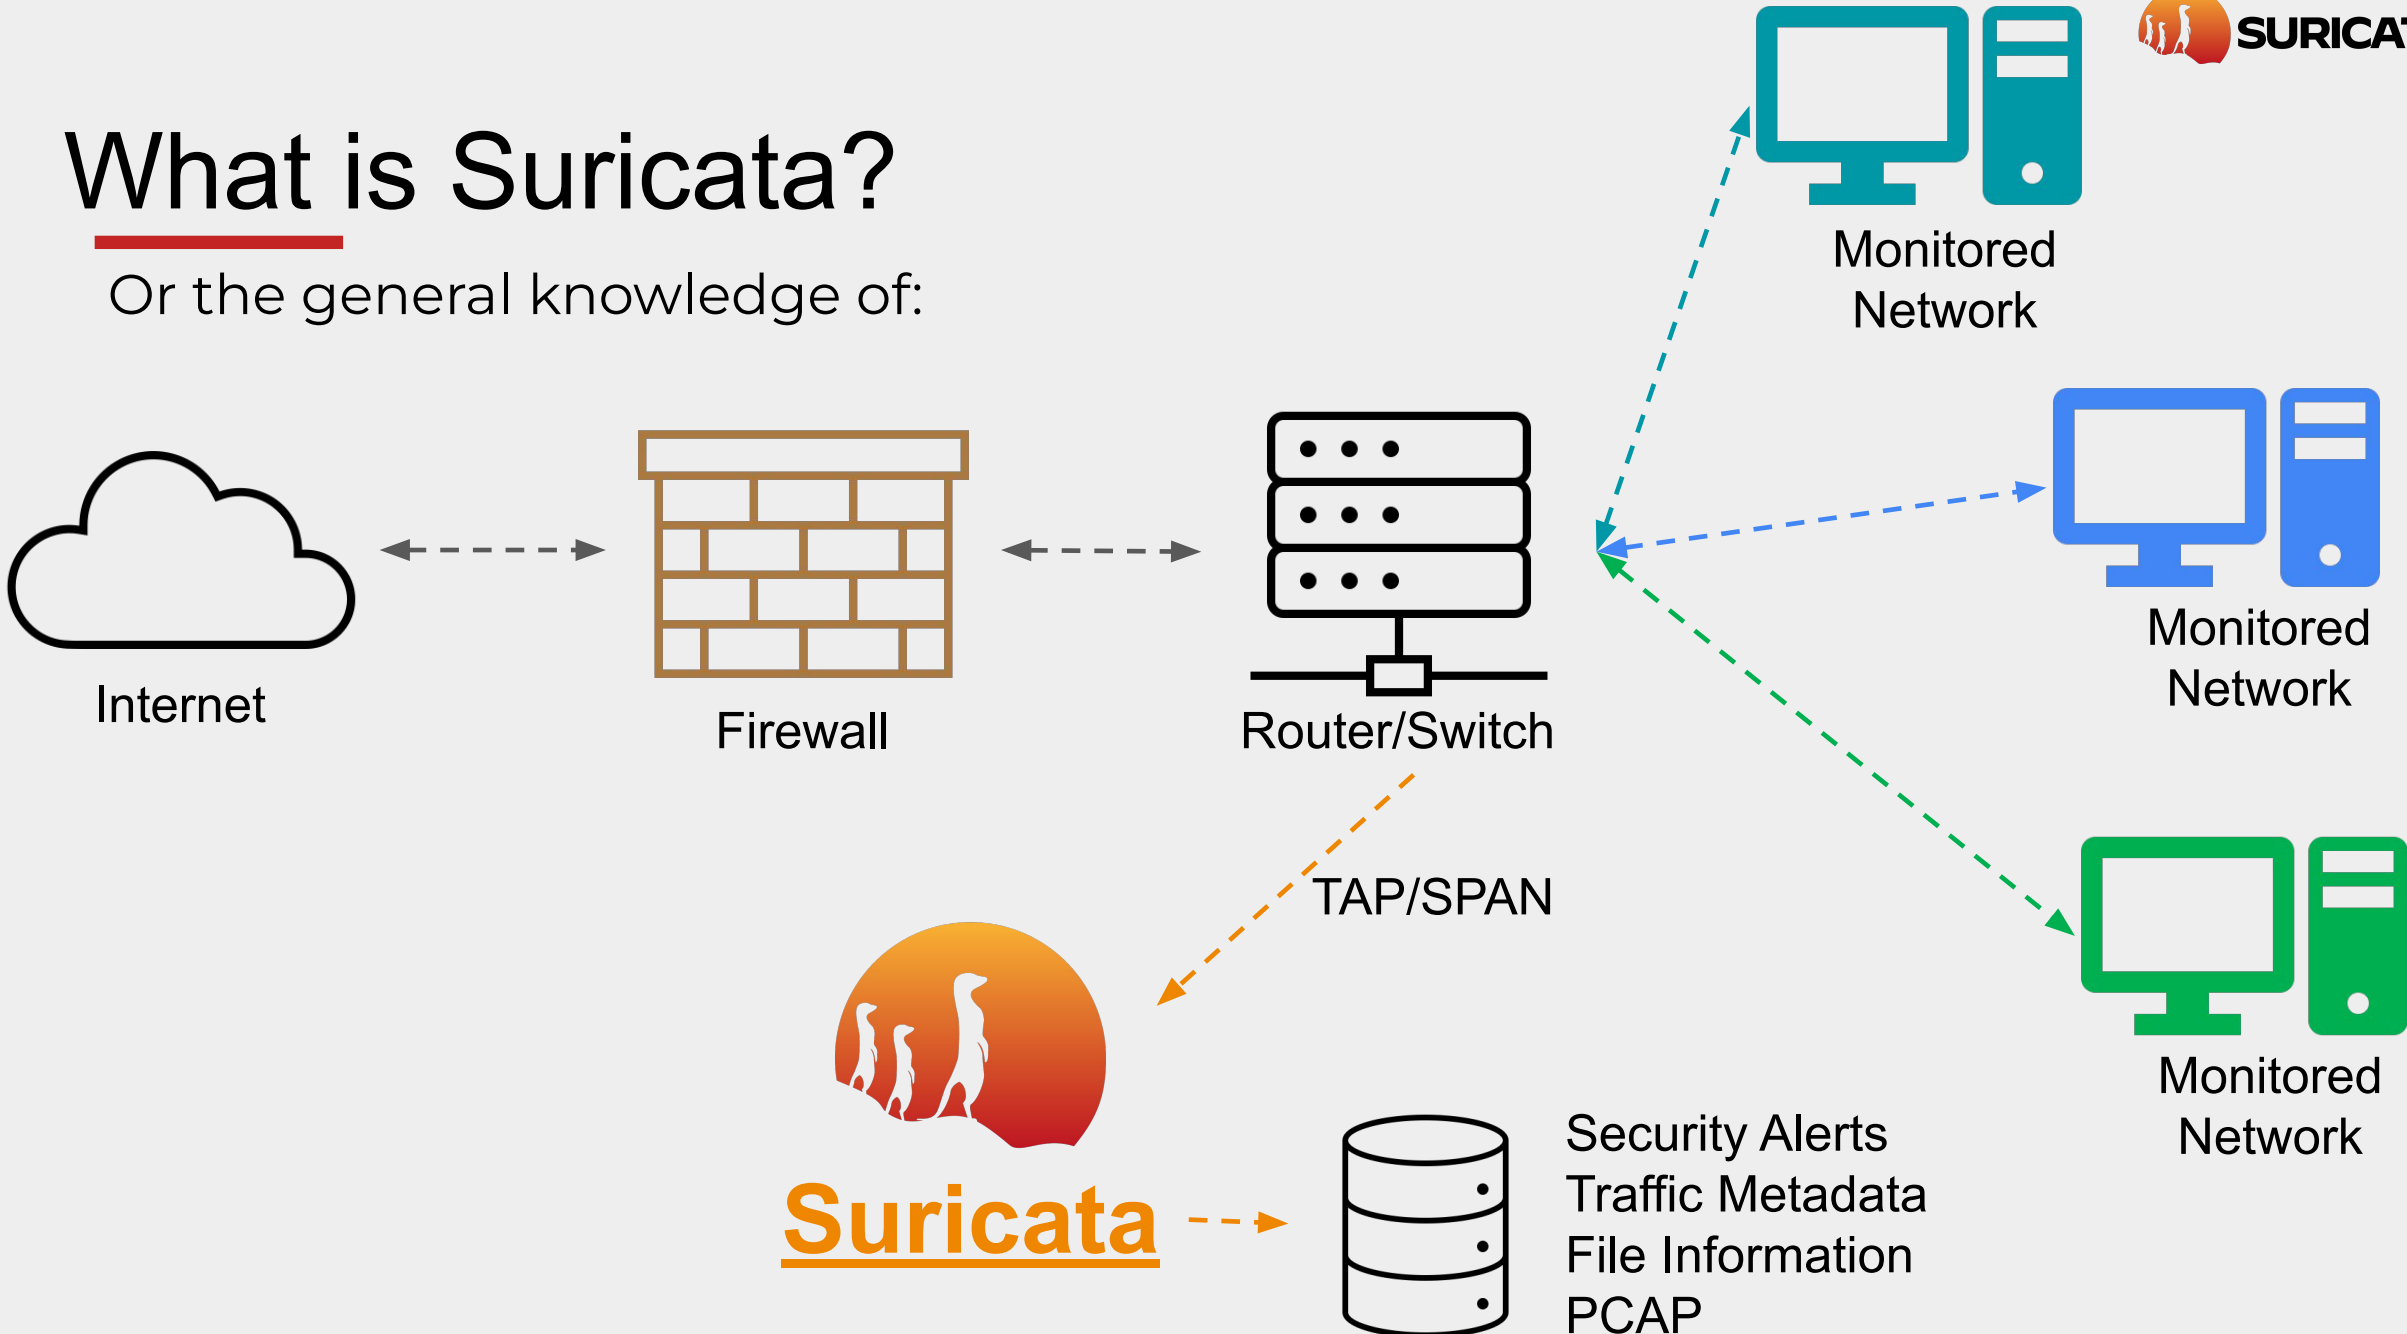 SURICAT
What is Suricata?
Or the general knowledge of:
Monitored
Network
Monitored
Network
Internet
Firewall
Router/Switch
TAP/SPAN
Monitored
Network
Suricata
Security Alerts
Traffic Metadata
File Information
PCAP